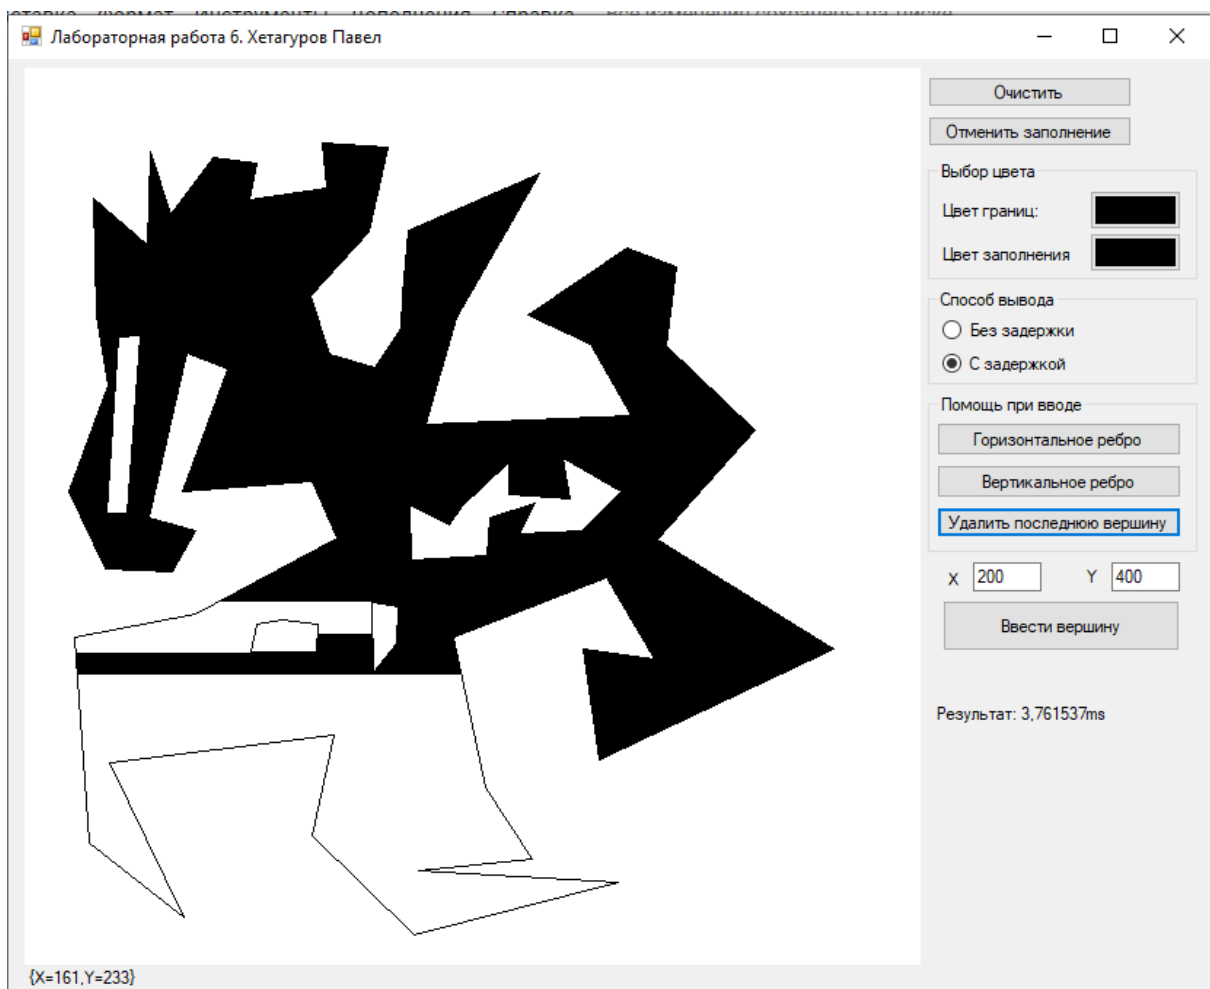 Лабораторная работа 6. Хетагуров Павел
Очистить
Отменить заполнение
Выбор цвета
Цвет границ:
Цвет заполнения
Способ вывода
Без задержки
С задержкой
Помощь при вводе
Горизонтальное ребро
Вертикальное ребро
Удалить последнюю вершину
X 200 Y 400
Ввести вершину
Результат: 3,761537ms
{X=161,Y=233}